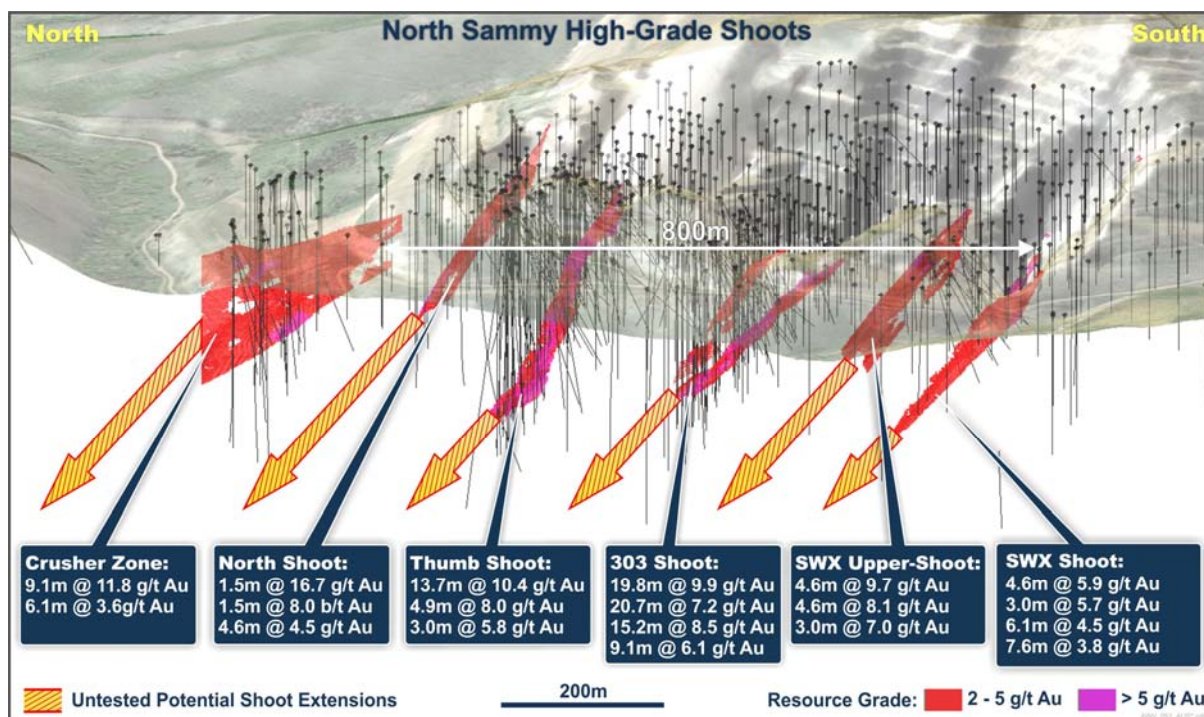 North Sammy High-Grade Shoots
North
South
800m
Crusher Zone:
9.1m @ 11.8 g/t Au
6.1m @ 3.6g/t Au
North Shoot:
1.5m @ 16.7 g/t Au
1.5m @ 8.0 b/t Au
4.6m @ 4.5 g/t Au
Thumb Shoot:
13.7m @ 10.4 g/t Au
4.9m @ 8.0 g/t Au
3.0m @ 5.8 g/t Au
303 Shoot:
19.8m @ 9.9 g/t Au
20.7m @ 7.2 g/t Au
15.2m @ 8.5 g/t Au
9.1m @ 6.1 g/t Au
SWX Upper-Shoot:
4.6m @ 9.7 g/t Au
4.6m @ 8.1 g/t Au
3.0m @ 7.0 g/t Au
SWX Shoot:
4.6m @ 5.9 g/t Au
3.0m @ 5.7 g/t Au
6.1m @ 4.5 g/t Au
7.6m @ 3.8 g/t Au
Untested Potential Shoot Extensions
200m
Resource Grade:
2 - 5 g/t Au
> 5 g/t Au